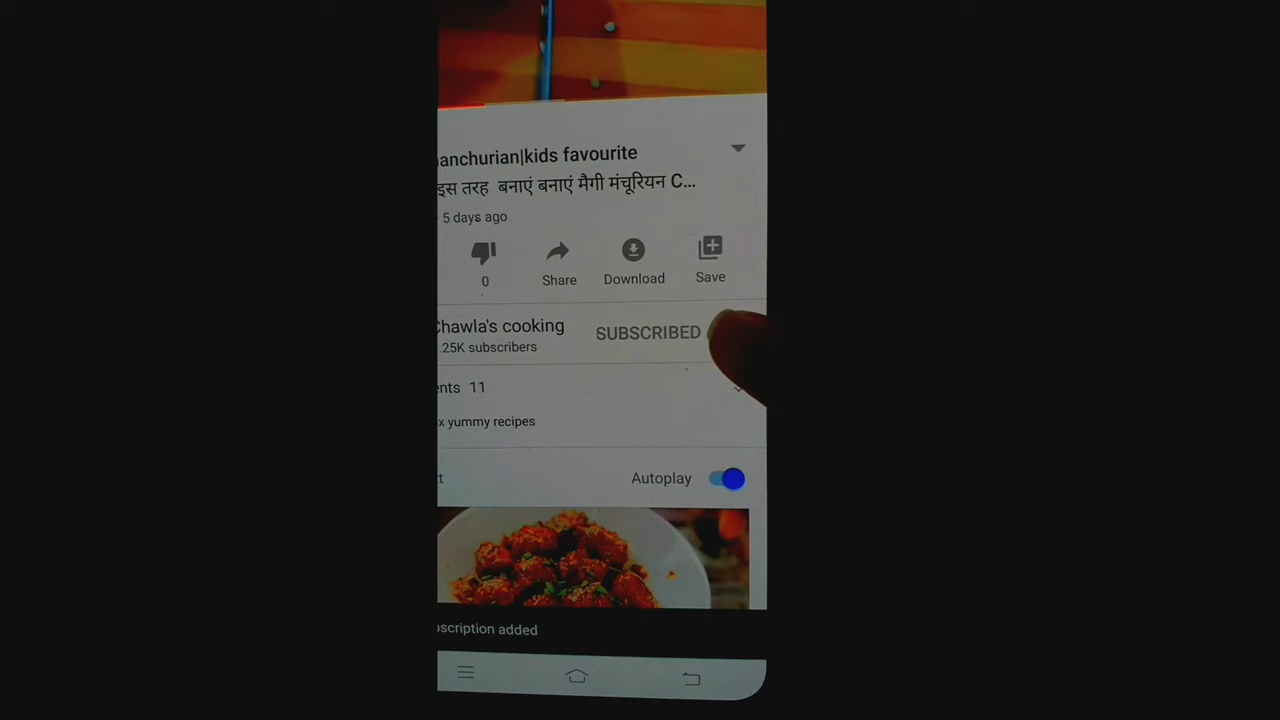 anchurian|kids favourite
इस तरह बनाएं बनाएं मैगी मंचूरियन C...
5 days ago
0 Share Download Save
Chawla's cooking
SUBSCRIBED
.25K subscribers
ents 11
x yummy recipes
t Autoplay
scription added